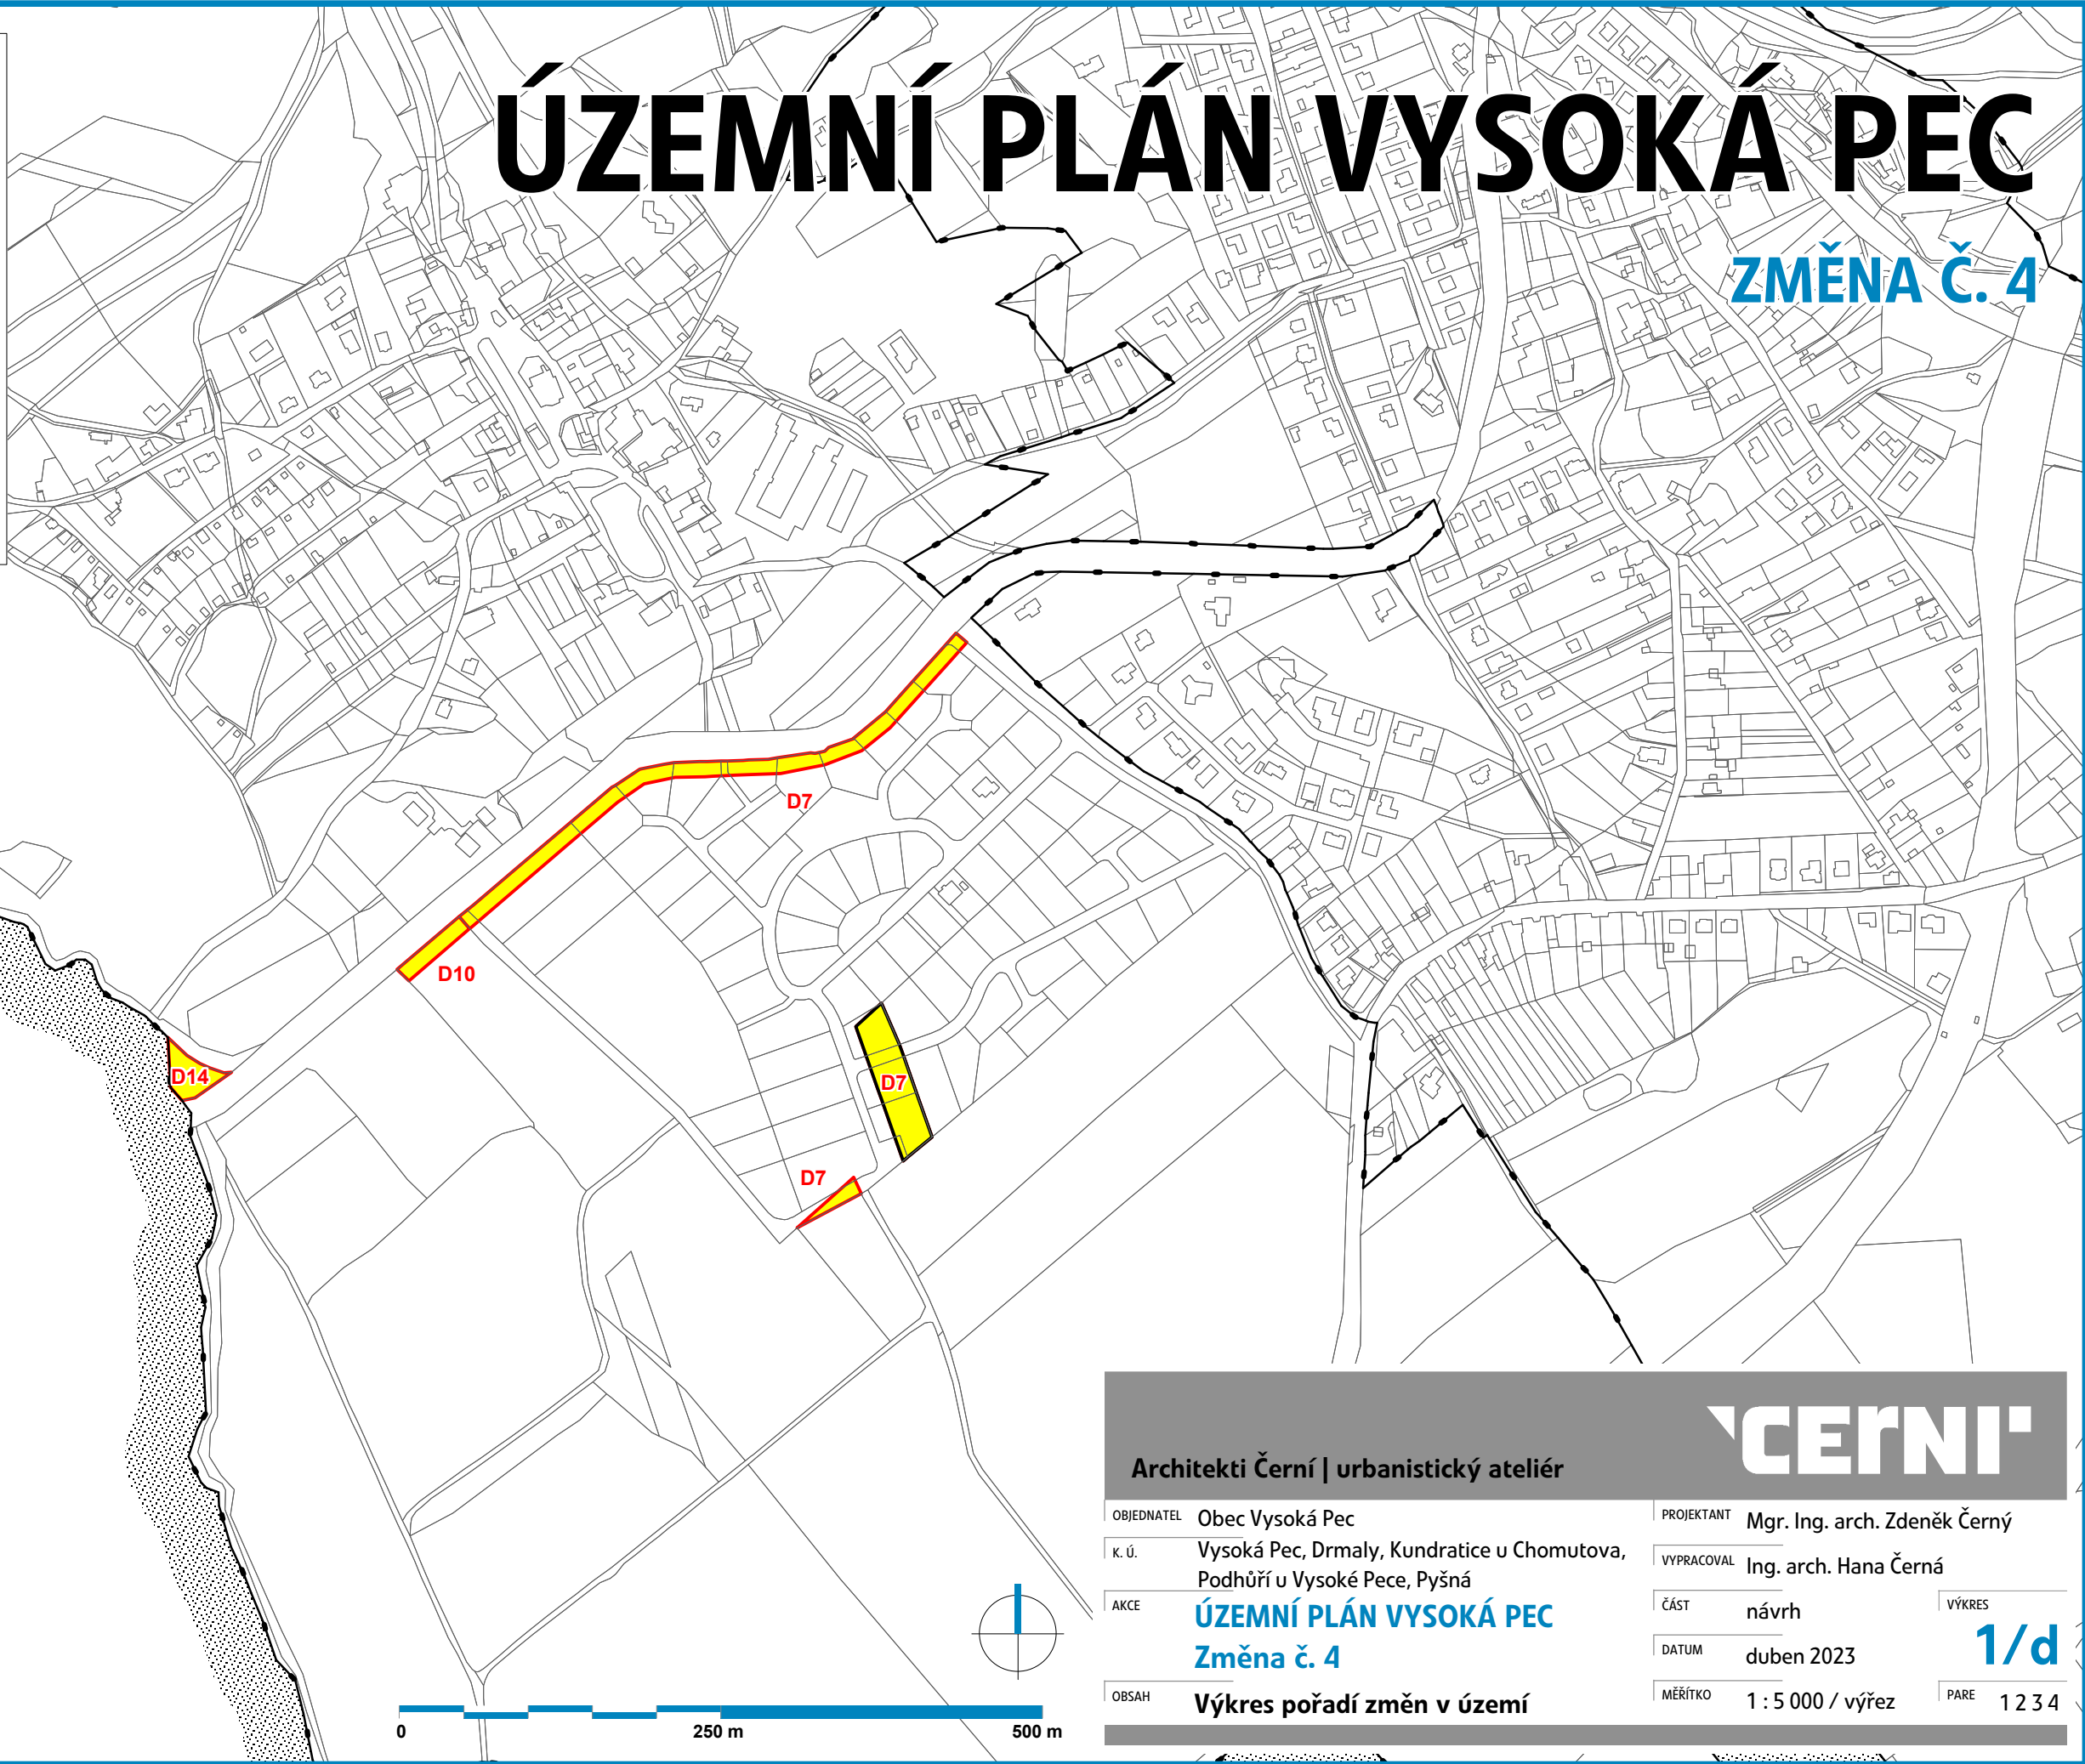 ÚZEMNÍ PLÁN VYSOKÁ PEC
ZMĚNA Č. 4
D7
D10
D14
D7
D7
CERNI
Architekti Černí | urbanistický ateliér
OBJEDNATEL Obec Vysoká Pec
K. Ú. Vysoká Pec, Drmaly, Kundratice u Chomutova,
Podhůří u Vysoké Pece, Pyšná
AKCE ÚZEMNÍ PLÁN VYSOKÁ PEC
Změna č. 4
OBSAH Výkres pořadí změn v území
PROJEKTANT Mgr. Ing. arch. Zdeněk Černý
VYPRACOVAL Ing. arch. Hana Černá
ČÁST návrh
DATUM duben 2023
MĚŘÍTKO 1 : 5 000 / výřez
VÝKRES
1/d
PARE 1 2 3 4
0 250 m 500 m